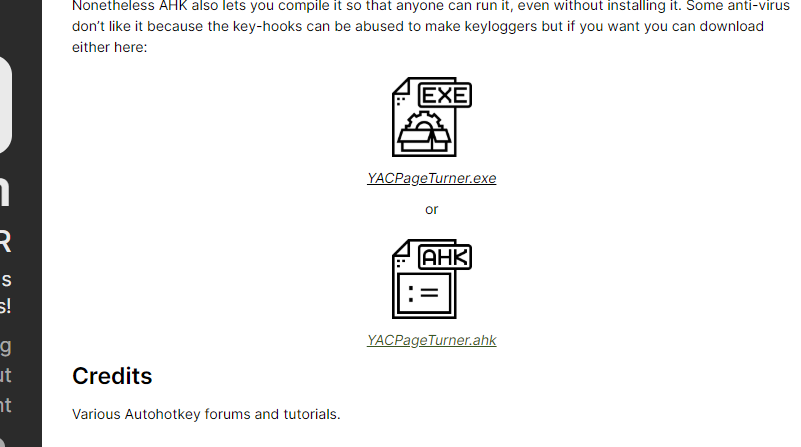 Nonetheless AHK also lets you compile it so that anyone can run it, even without installing it. Some anti-virus
don’t like it because the key-hooks can be abused to make keyloggers but if you want you can download
either here:
EXE
YACPageTurner.exe
or
AHK
:=
YACPageTurner.ahk
R
s
s!
g
ut
nt
Credits
Various Autohotkey forums and tutorials.